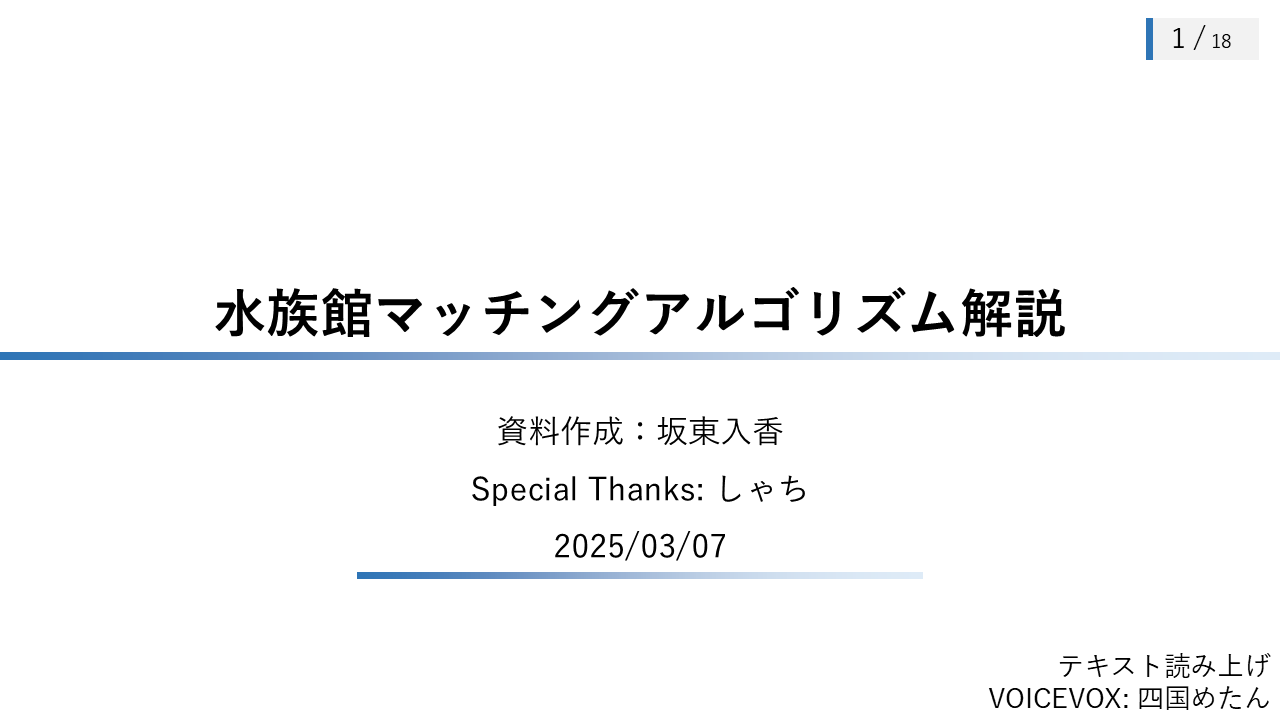 1 / 18
水族館マッチングアルゴリズム解説
資料作成：坂東入香
Special Thanks: しゃち
2025/03/07
テキスト読み上げ
VOICEVOX: 四国めたん